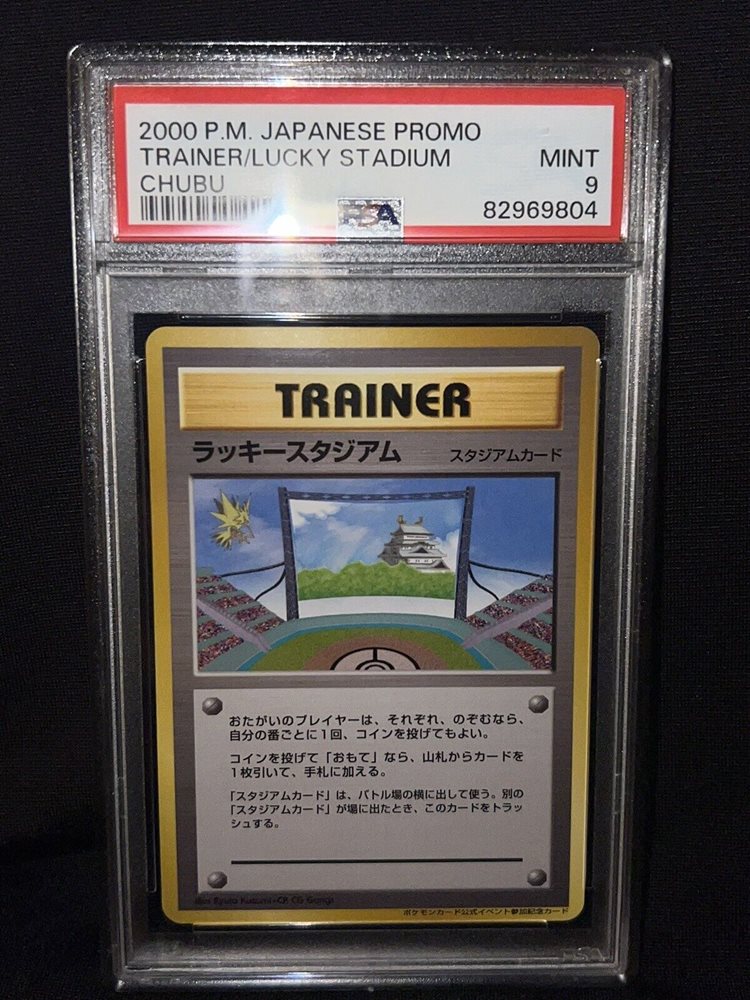 2000 P.M. JAPANESE PROMO
TRAINER/LUCKY STADIUM MINT
CHUBU 9
PSA 82969804
TRAINER
ラッキースタジアム スタジアムカード
おたがいのプレイヤーは、それぞれ、のぞむなら、
自分の番ごとに1回、コインを投げてもよい。
コインを投げて「おもて」なら、山札からカードを
1枚引いて、手札に加える。
「スタジアムカード」は、バトル場の横に出して使う。別の
「スタジアムカード」が場に出たとき、このカードをトラッ
シュする。
Illus. Ryuta Kusumi-CR CG Gangs
ポケモンカード公式イベント参加記念カード